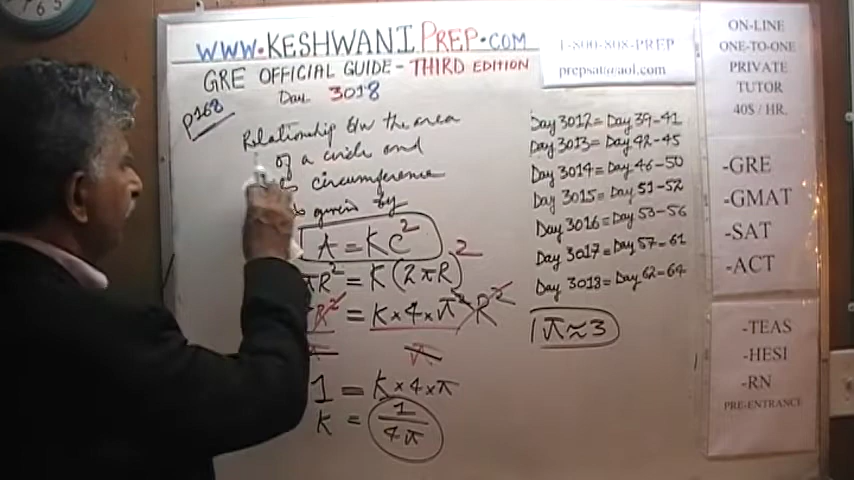 WWW.KESHWANIPREP.COM
GRE OFFICIAL GUIDE - THIRD EDITION
Day 3018
P168
Relationship b/w the area
of a circle and
circumference
given by
A = KC²
πR² = K(2πR)²
R² = K×4×π² R²
π π
1 = K×4×π
K = 1/4π
1-800-808-PREP
prepsat@aol.com
Day 3012 = Day 39-41
Day 3013 = Day 42-45
Day 3014 = Day 46-50
Day 3015 = Day 51-52
Day 3016 = Day 53-56
Day 3017 = Day 57-61
Day 3018 = Day 62-64
π ≈ 3
ON-LINE
ONE-TO-ONE
PRIVATE
TUTOR
40$ / HR.
-GRE
-GMAT
-SAT
-ACT
-TEAS
-HESI
-RN
PRE-ENTRANCE